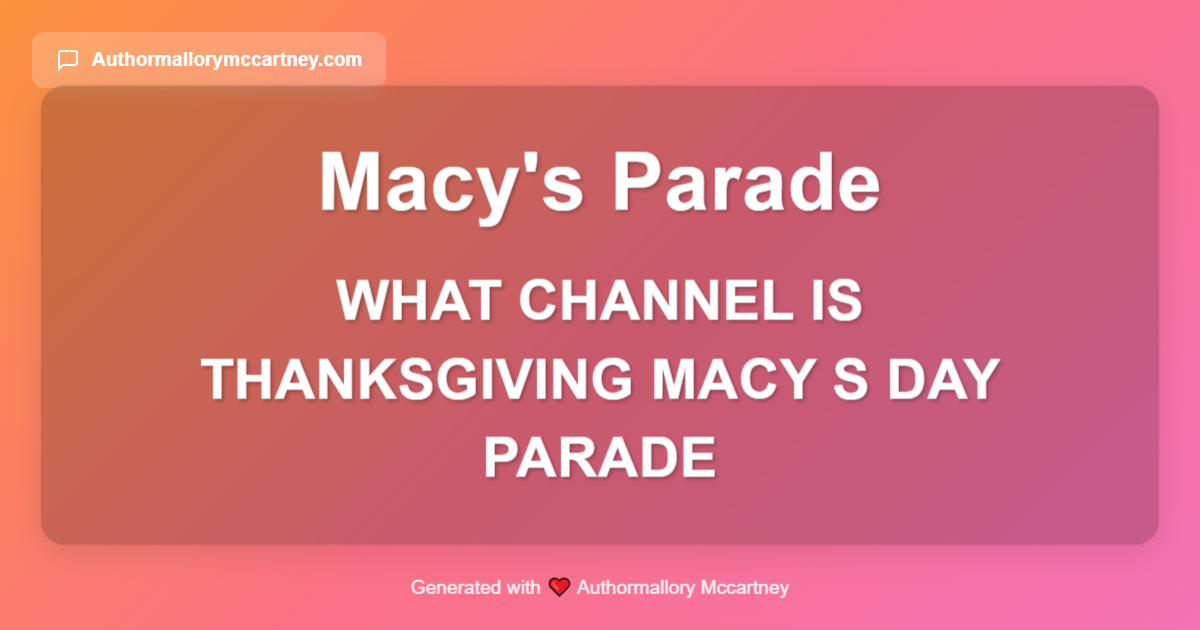 Authormallorymccartney.com
Macy's Parade
WHAT CHANNEL IS
THANKSGIVING MACY S DAY
PARADE
Generated with ❤️ Authormallory Mccartney